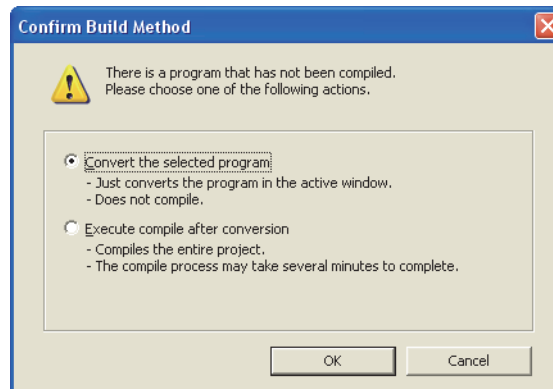 Confirm Build Method
There is a program that has not been compiled.
Please choose one of the following actions.
Convert the selected program
- Just converts the program in the active window.
- Does not compile.
Execute compile after conversion
- Compiles the entire project.
- The compile process may take several minutes to complete.
OK
Cancel